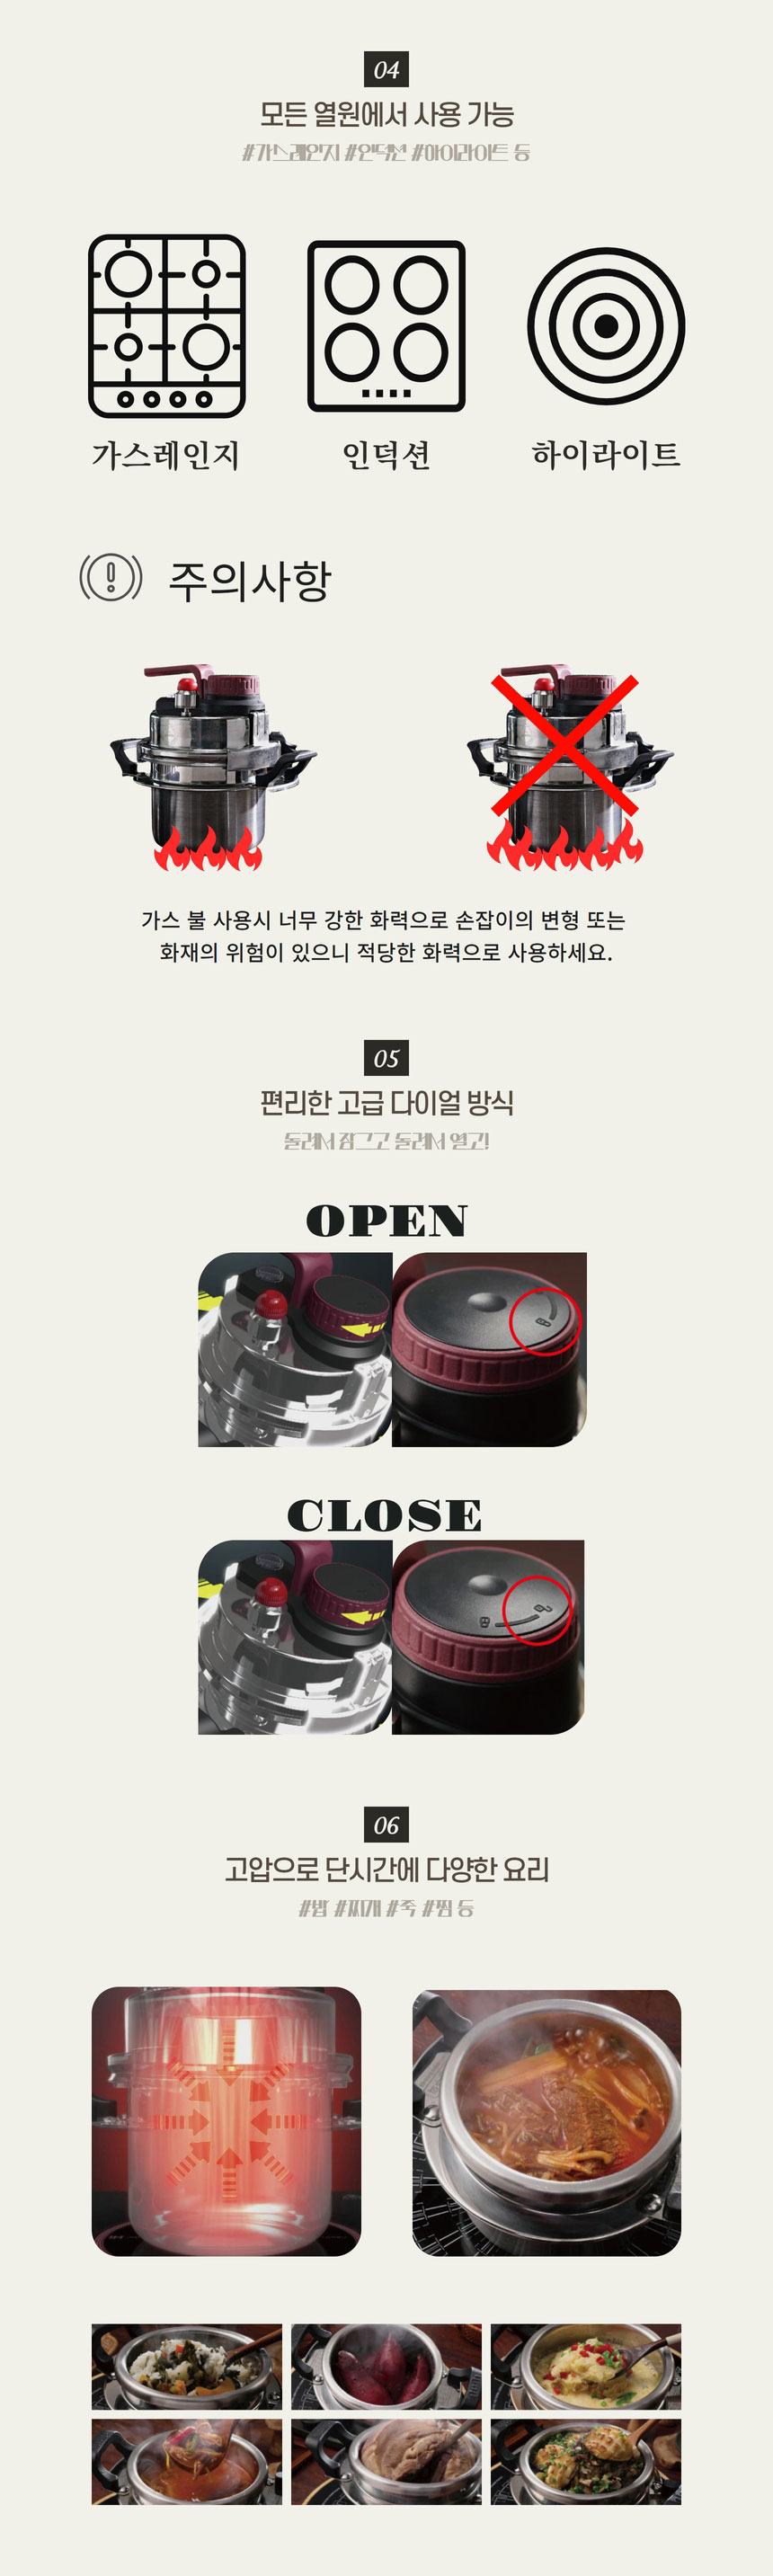 04
모든 열원에서 사용 가능
#가스레인지 #인덕션 #하이라이트 등
가스레인지
인덕션
하이라이트
주의사항
가스 불 사용시 너무 강한 화력으로 손잡이의 변형 또는
화재의 위험이 있으니 적당한 화력으로 사용하세요.
05
편리한 고급 다이얼 방식
돌려서 잠그고 돌려서 열고!
OPEN
CLOSE
06
고압으로 단시간에 다양한 요리
#밥 #찌개 #죽 #찜 등